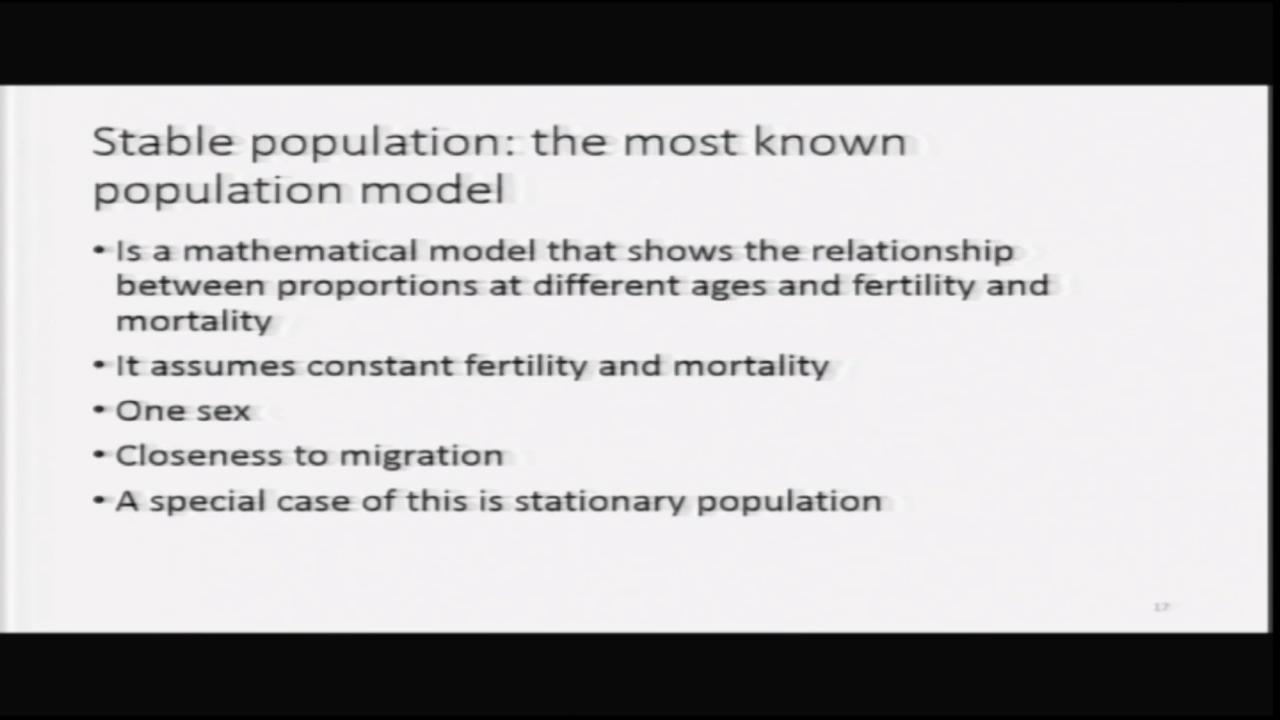 Stable population: the most known
population model
• Is a mathematical model that shows the relationship
between proportions at different ages and fertility and
mortality
• It assumes constant fertility and mortality
• One sex
• Closeness to migration
• A special case of this is stationary population
17